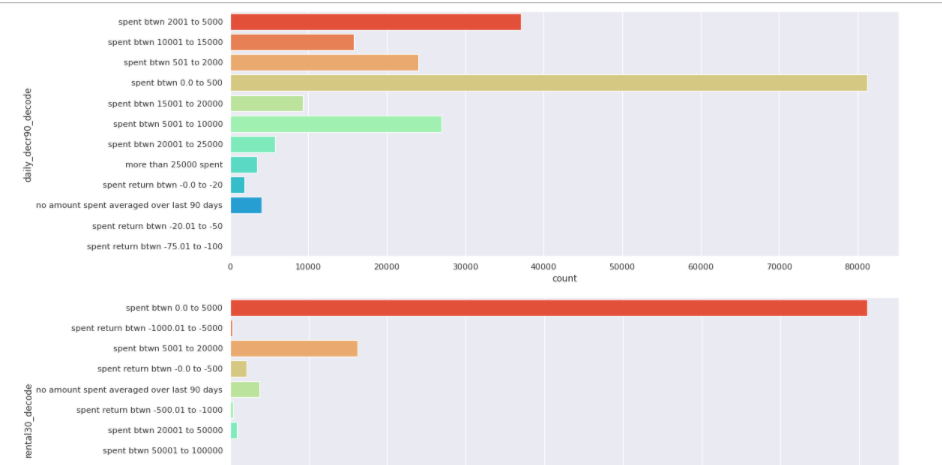 daily_decr90_decode
spent btwn 2001 to 5000
spent btwn 10001 to 15000
spent btwn 501 to 2000
spent btwn 0.0 to 500
spent btwn 15001 to 20000
spent btwn 5001 to 10000
spent btwn 20001 to 25000
more than 25000 spent
spent return btwn -0.0 to -20
no amount spent averaged over last 90 days
spent return btwn -20.01 to -50
spent return btwn -75.01 to -100
0 10000 20000 30000 40000 50000 60000 70000 80000
count
rental30_decode
spent btwn 0.0 to 5000
spent return btwn -1000.01 to -5000
spent btwn 5001 to 20000
spent return btwn -0.0 to -500
no amount spent averaged over last 90 days
spent return btwn -500.01 to -1000
spent btwn 20001 to 50000
spent btwn 50001 to 100000